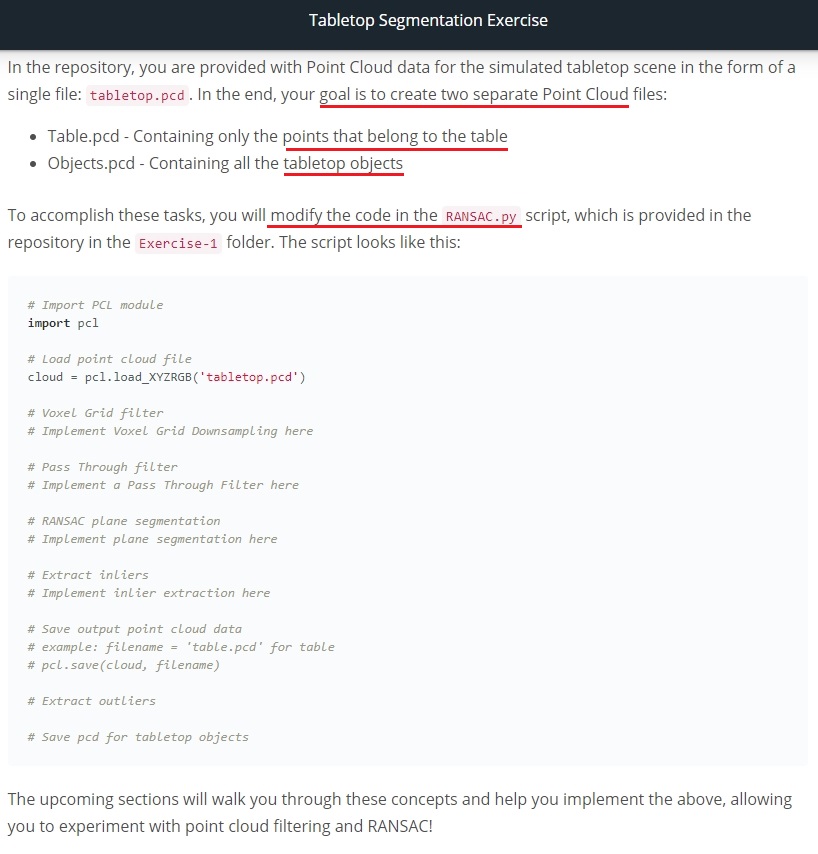 Tabletop Segmentation Exercise
In the repository, you are provided with Point Cloud data for the simulated tabletop scene in the form of a
single file: tabletop.pcd. In the end, your goal is to create two separate Point Cloud files:
• Table.pcd - Containing only the points that belong to the table
• Objects.pcd - Containing all the tabletop objects
To accomplish these tasks, you will modify the code in the RANSAC.py script, which is provided in the
repository in the Exercise-1 folder. The script looks like this:
# Import PCL module
import pcl
# Load point cloud file
cloud = pcl.load_XYZRGB('tabletop.pcd')
# Voxel Grid filter
# Implement Voxel Grid Downsampling here
# Pass Through filter
# Implement a Pass Through Filter here
# RANSAC plane segmentation
# Implement plane segmentation here
# Extract inliers
# Implement inlier extraction here
# Save output point cloud data
# example: filename = 'table.pcd' for table
# pcl.save(cloud, filename)
# Extract outliers
# Save pcd for tabletop objects
The upcoming sections will walk you through these concepts and help you implement the above, allowing
you to experiment with point cloud filtering and RANSAC!